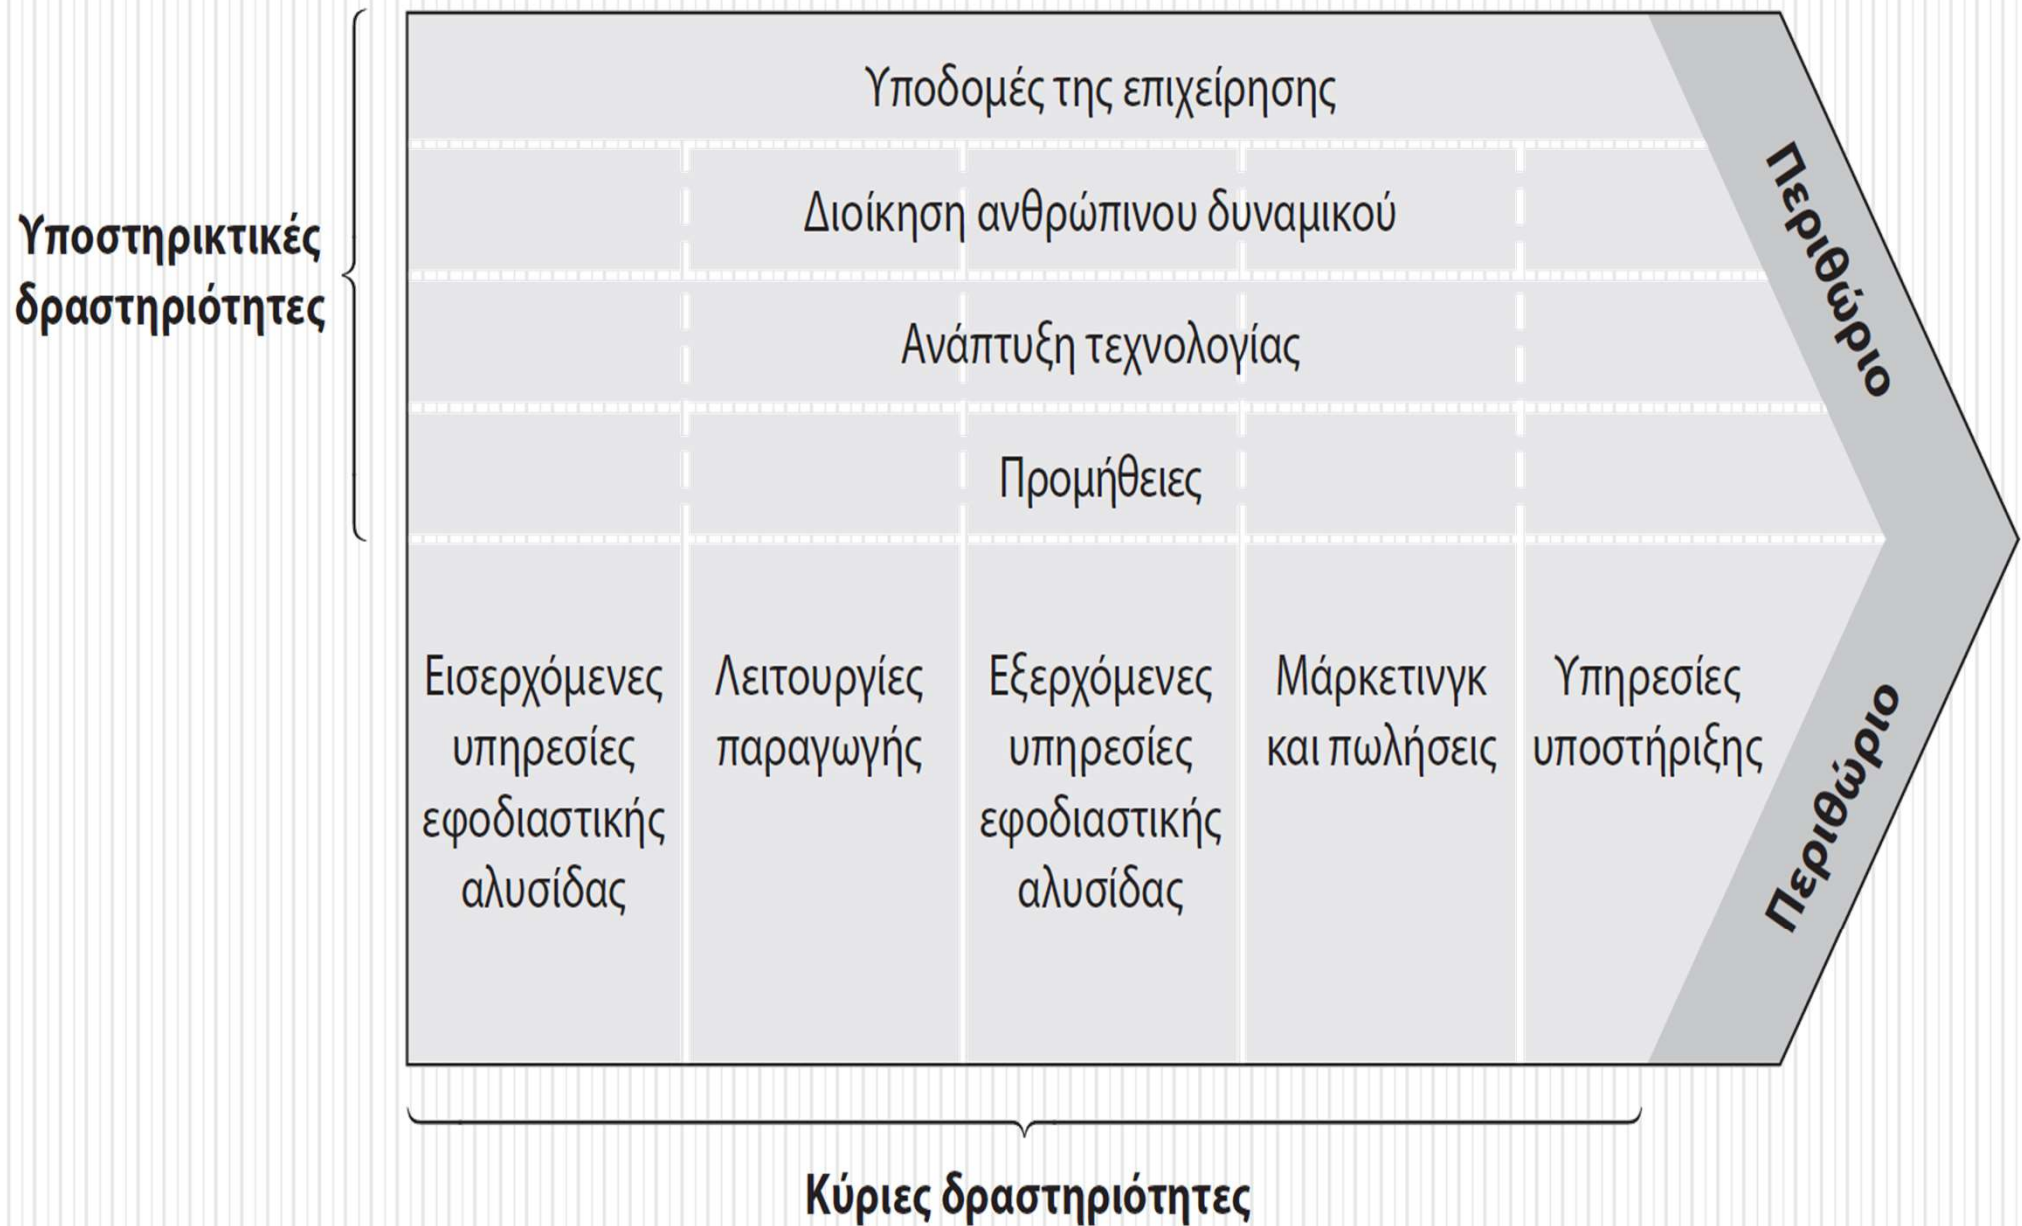 Υποδομές της επιχείρησης
Διοίκηση ανθρώπινου δυναμικού
Ανάπτυξη τεχνολογίας
Προμήθειες
Υποστηρικτικές
δραστηριότητες
Εισερχόμενες
υπηρεσίες
εφοδιαστικής
αλυσίδας
Λειτουργίες
παραγωγής
Εξερχόμενες
υπηρεσίες
εφοδιαστικής
αλυσίδας
Μάρκετινγκ
και πωλήσεις
Υπηρεσίες
υποστήριξης
Περιθώριο
Περιθώριο
Κύριες δραστηριότητες